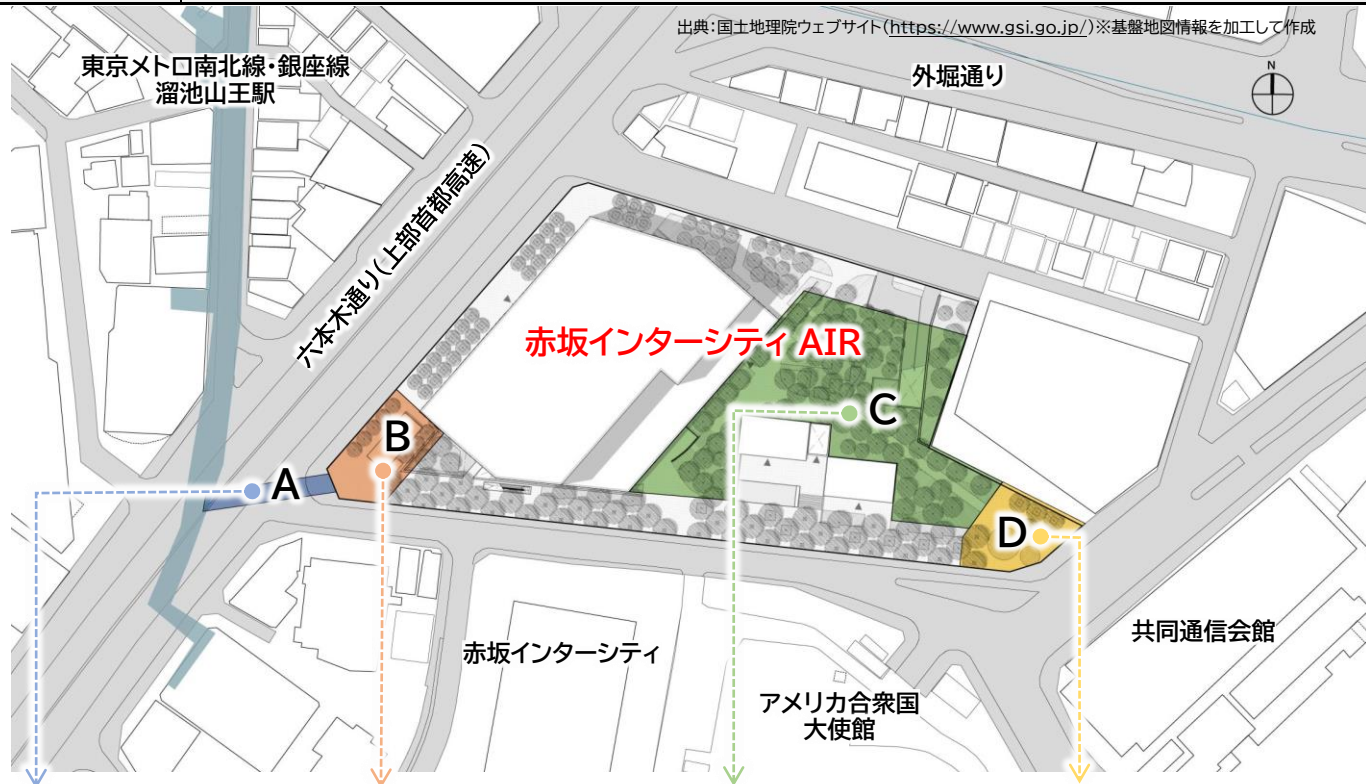 出典：国土地理院ウェブサイト(https://www.gsi.go.jp/)※基盤地図情報を加工して作成
東京メトロ南北線・銀座線
溜池山王駅
外堀通り
N
六本木通り(上部首都高速)
赤坂インターシティ AIR
B
C
A
D
赤坂インターシティ
アメリカ合衆国
大使館
共同通信会館